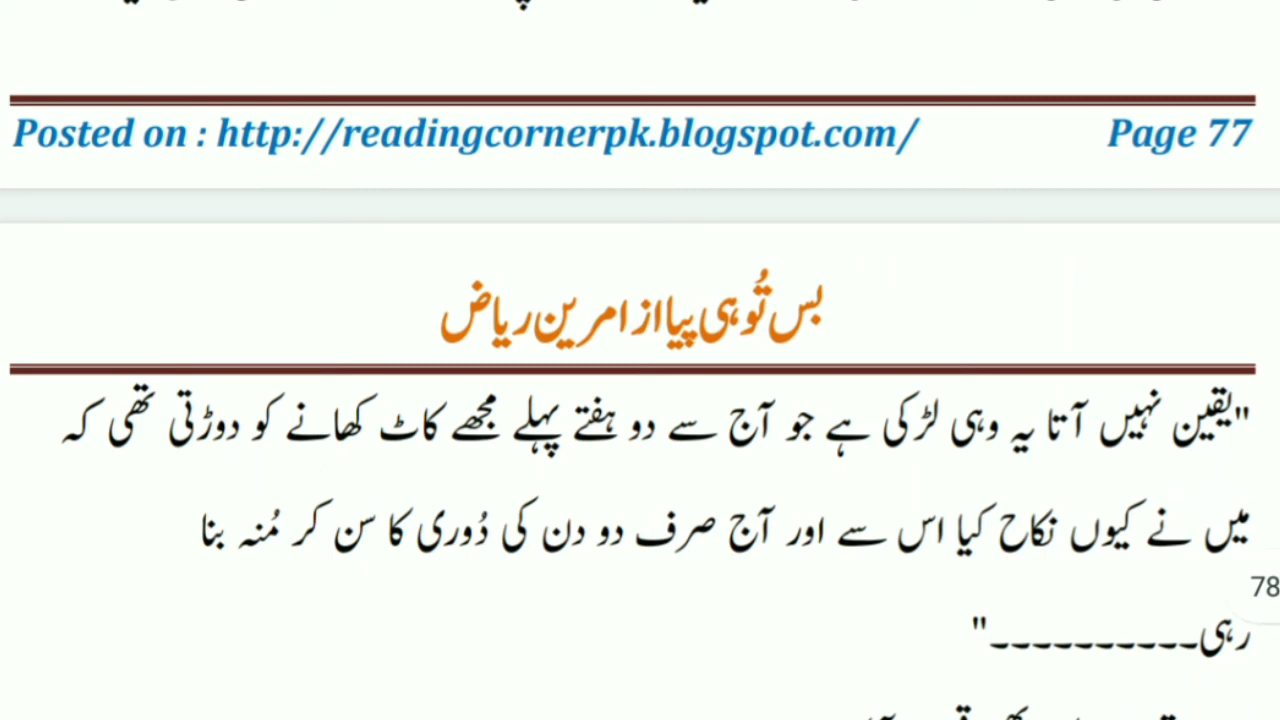 Posted on : http://readingcornerpk.blogspot.com/ Page 77
بس تُو ہی پیا از امرین ریاض
"یقین نہیں آتا یہ وہی لڑکی ہے جو آج سے دو ہفتے پہلے مجھے کاٹ کھانے کو دوڑتی تھی کہ
میں نے کیوں نکاح کیا اس سے اور آج صرف دو دن کی دُوری کا سن کر مُنہ بنا
78
رہی۔۔۔۔۔۔۔۔۔۔"